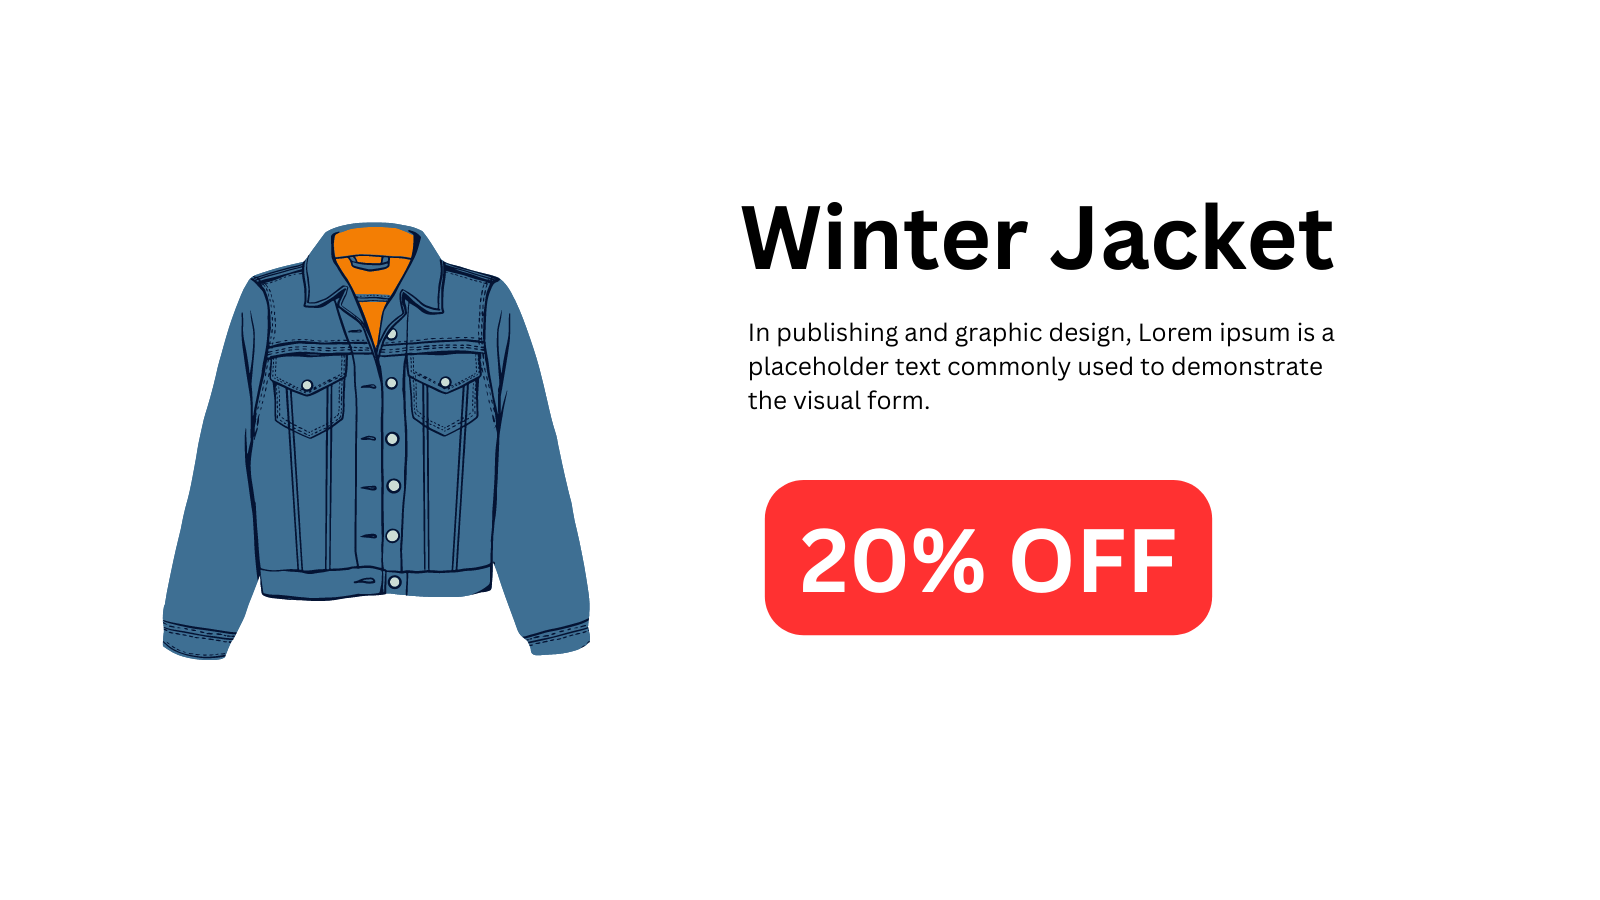 Winter Jacket
In publishing and graphic design, Lorem ipsum is a
placeholder text commonly used to demonstrate
the visual form.
20% OFF